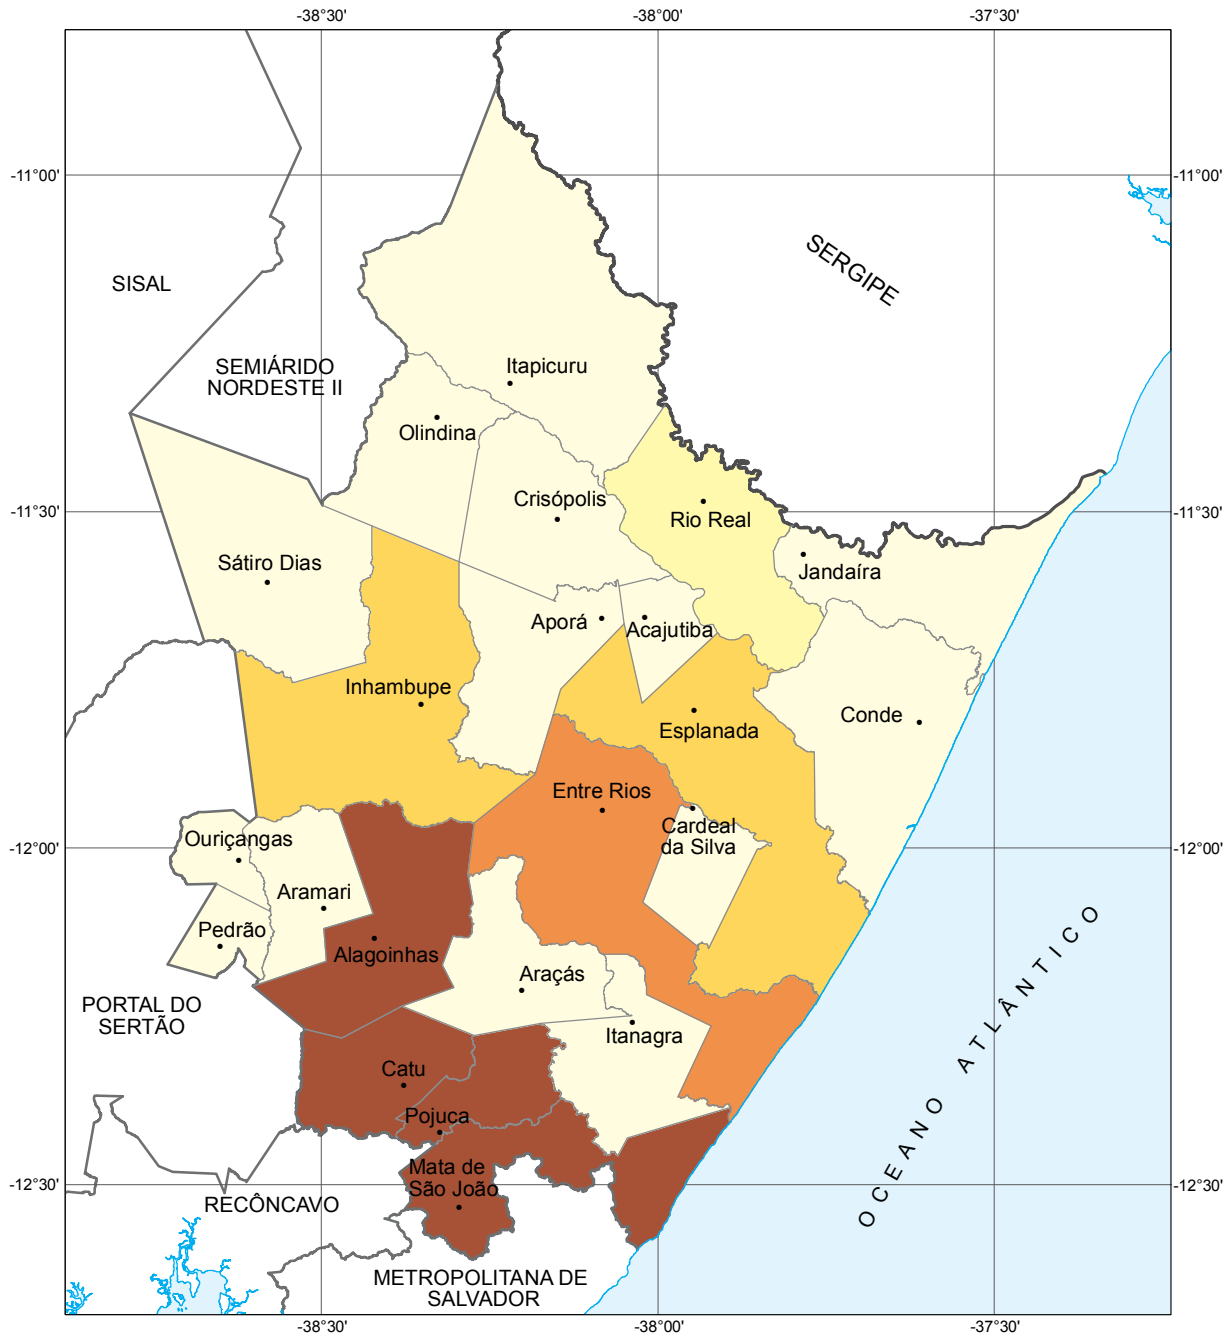 -38°30'
-38°00'
-37°30'
-11°00'
-11°00'
SERGIPE
SISAL
SEMIÁRIDO
NORDESTE II
Itapicuru
Olindina
Crisópolis
-11°30'
Rio Real
-11°30'
Sátiro Dias
Jandaíra
Aporá
Acajutiba
Inhambupe
Conde
Esplanada
Entre Rios
Cardeal
da Silva
Ouriçangas
-12°00'
-12°00'
Aramari
Pedrão
Alagoinhas
Araçás
PORTAL DO
SERTÃO
Itanagra
OCEANO ATLÂNTICO
Catu
Pojuca
Mata de
São João
-12°30'
-12°30'
RECÔNCAVO
METROPOLITANA DE
SALVADOR
-38°30'
-38°00'
-37°30'